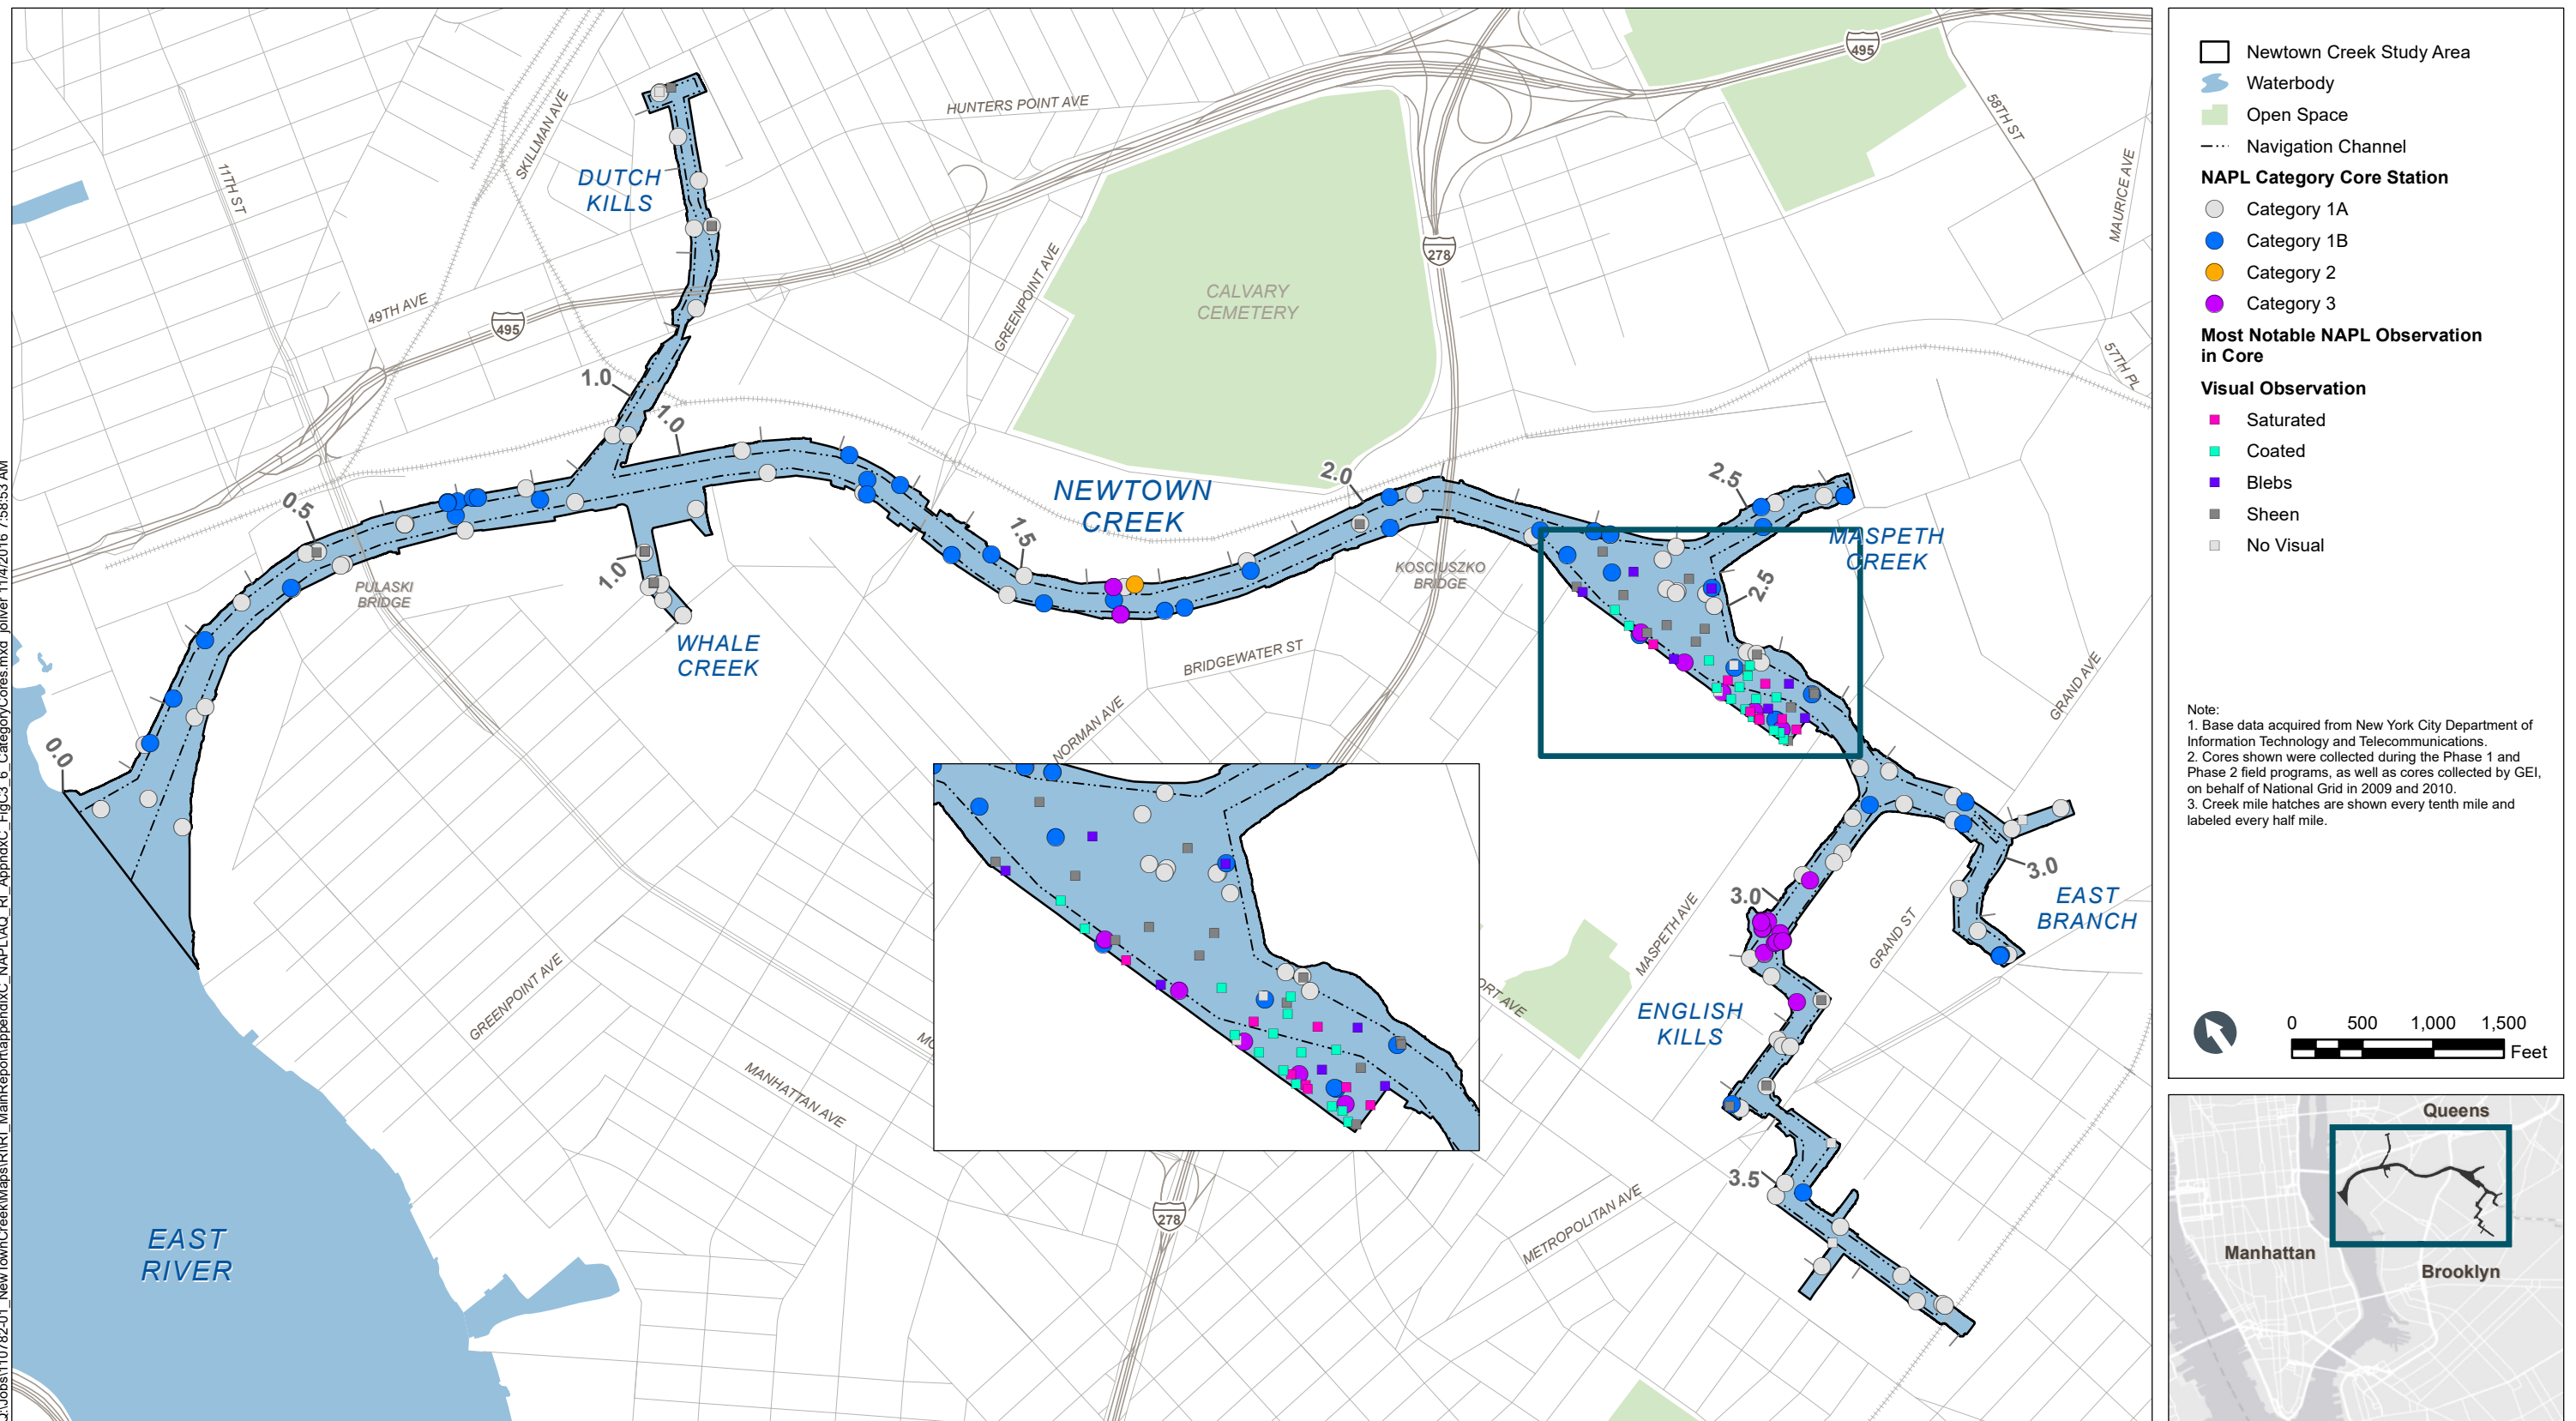 495
58TH ST
MAURICE AVE
HUNTERS POINT AVE
SKILLMAN AVE
11TH ST
DUTCH
KILLS
278
GREENPOINT AVE
CALVARY
CEMETERY
49TH AVE
495
57TH PL
1.0
1.0
0.5
NEWTOWN
CREEK
2.0
2.5
1.5
MASPETH
CREEK
PULASKI
BRIDGE
1.0
KOSCIUSZKO
BRIDGE
2.5
WHALE
CREEK
BRIDGEWATER ST
GRAND AVE
NORMAN AVE
0.0
3.0
3.0
EAST
BRANCH
MASPETH AVE
GRAND ST
GREENPOINT AVE
ORT AVE
ENGLISH
KILLS
MANHATTAN AVE
3.5
278
METROPOLITAN AVE
EAST
RIVER
Newtown Creek Study Area
Waterbody
Open Space
Navigation Channel
NAPL Category Core Station
Category 1A
Category 1B
Category 2
Category 3
Most Notable NAPL Observation
in Core
Visual Observation
Saturated
Coated
Blebs
Sheen
No Visual
Note:
1. Base data acquired from New York City Department of
Information Technology and Telecommunications.
2. Cores shown were collected during the Phase 1 and
Phase 2 field programs, as well as cores collected by GEI,
on behalf of National Grid in 2009 and 2010.
3. Creek mile hatches are shown every tenth mile and
labeled every half mile.
0 500 1,000 1,500
Feet
Queens
Manhattan
Brooklyn